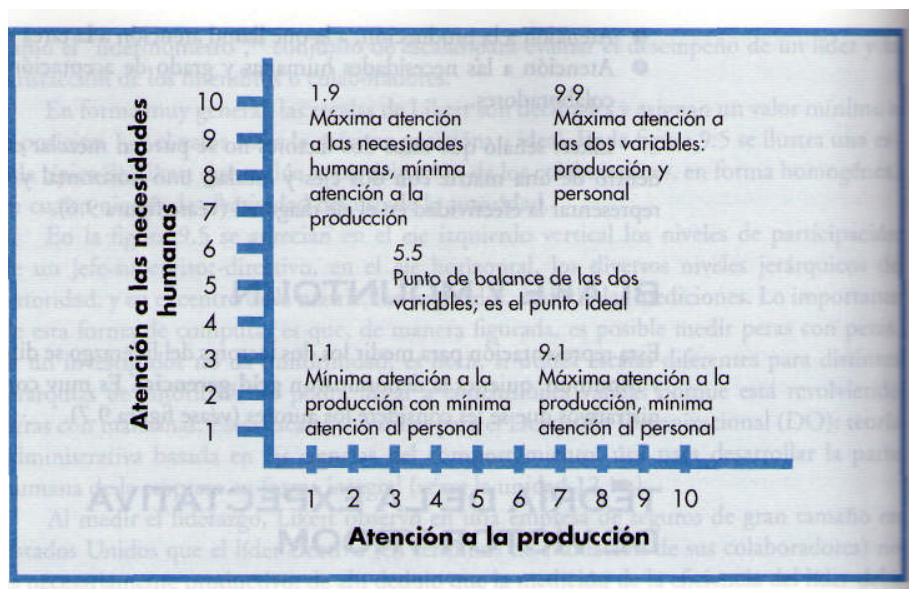 Atención a las necesidades
humanas
10
9
8
7
6
5
4
3
2
1
1.9
Máxima atención
a las necesidades
humanas, mínima
atención a la
producción
9.9
Máxima atención a
las dos variables:
producción y
personal
5.5
Punto de balance de las dos
variables; es el punto ideal
1.1
Mínima atención a la
producción y mínima
atención al personal
9.1
Máxima atención a la
producción, mínima
atención al personal
1 2 3 4 5 6 7 8 9 10
Atención a la producción